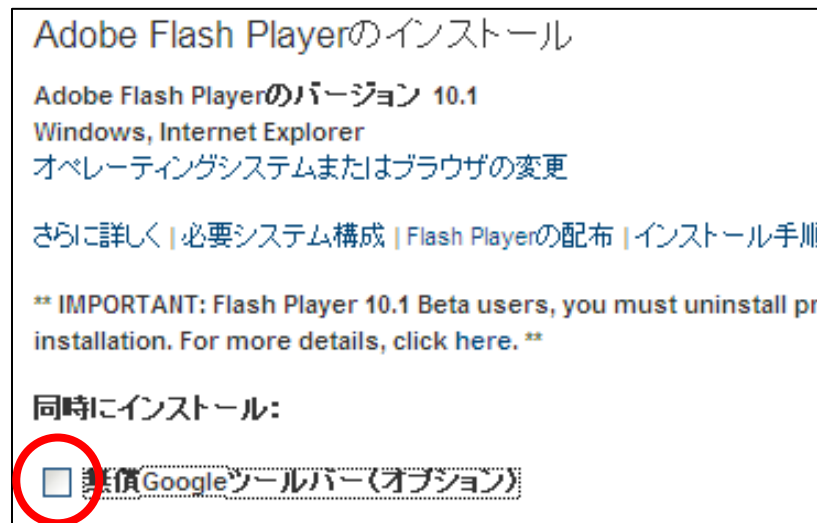 Adobe Flash Playerのインストール
Adobe Flash Playerのバージョン 10.1
Windows, Internet Explorer
オペレーティングシステムまたはブラウザの変更
さらに詳しく | 必要システム構成 | Flash Playerの配布 | インストール手順
** IMPORTANT: Flash Player 10.1 Beta users, you must uninstall pr
installation. For more details, click here. **
同時にインストール:
無償Googleツールバー(オプション)